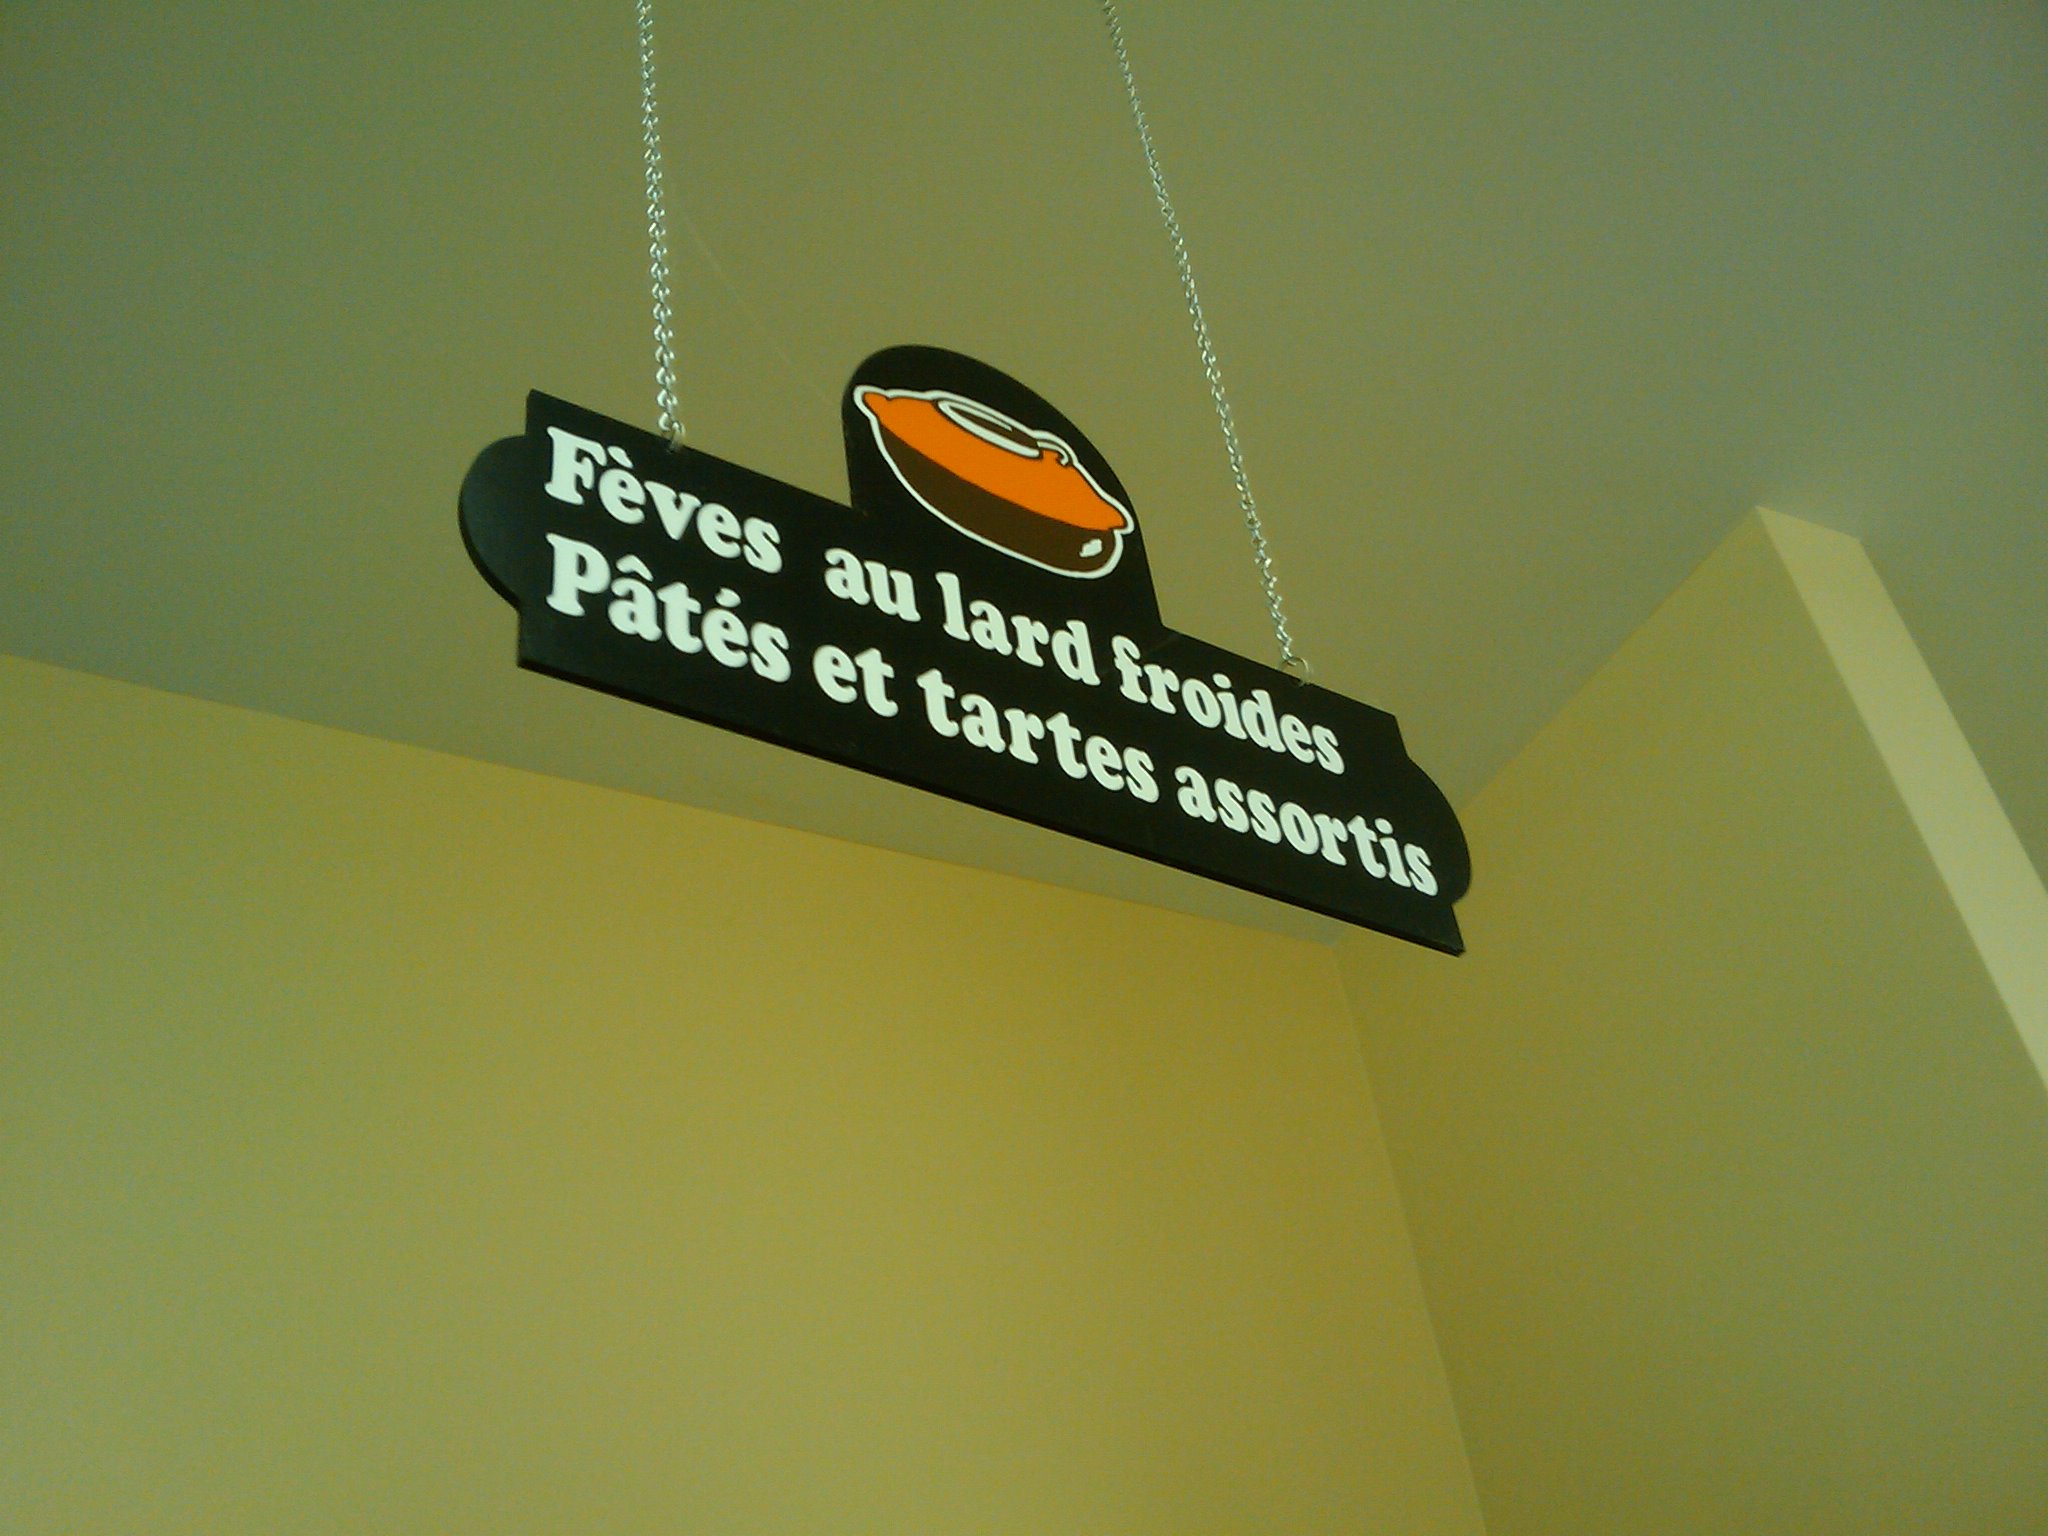 Fèves au lard froides
Pâtés et tartes assortis